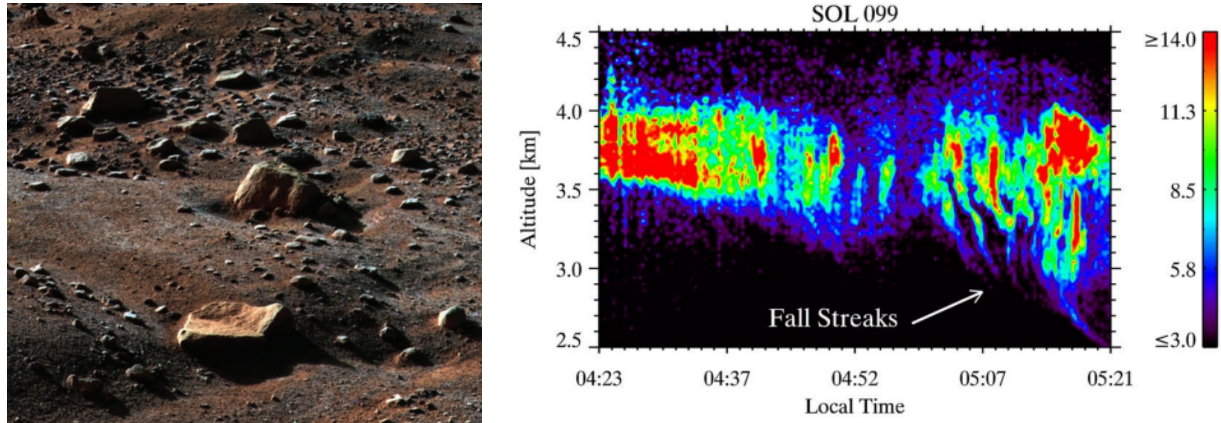 SOL 099
4.5
4.0
3.5
3.0
2.5
Altitude [km]
Fall Streaks
04:23 04:37 04:52 05:07 05:21
Local Time
≥14.0
11.3
8.5
5.8
≤3.0